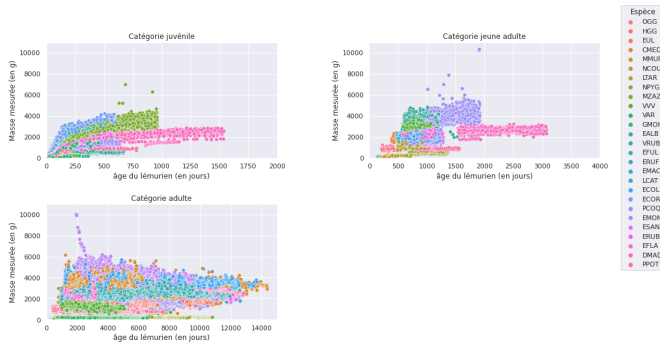 Espèce
Catégorie juvénile
Catégorie jeune adulte
OGG
HGG
EUL
CMED
MMUR
NCOU
LTAR
NPYG
MZAZ
VVV
VAR
GMOH
EALB
VRUB
EFUL
ERUF
EMAC
LCAT
ECOL
ECOR
PCOQ
EMON
ESAN
ERUB
EFLA
DMAD
PPOT
Masse mesurée (en g)
10000
8000
6000
4000
2000
0
0 250 500 750 1000 1250 1500 1750 2000
âge du lémurien (en jours)
Masse mesurée (en g)
10000
8000
6000
4000
2000
0
0 500 1000 1500 2000 2500 3000 3500 4000
âge du lémurien (en jours)
Catégorie adulte
Masse mesurée (en g)
10000
8000
6000
4000
2000
0
0 2000 4000 6000 8000 10000 12000 14000
âge du lémurien (en jours)